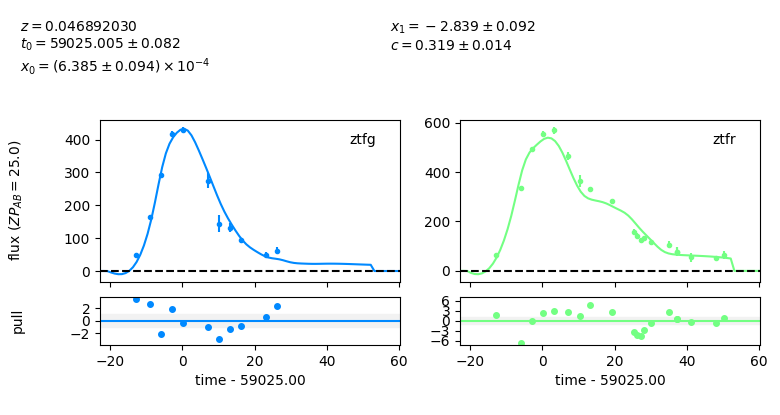 z = 0.046892030
t₀ = 59025.005 ± 0.082
x₀ = (6.385 ± 0.094) × 10⁻⁴
x₁ = −2.839 ± 0.092
c = 0.319 ± 0.014
flux (ZP_{AB} = 25.0)
400
300
200
100
0
ztfg
600
400
200
0
ztfr
pull
2
0
−2
−20
0
20
40
60
time - 59025.00
6
3
0
−3
−6
−20
0
20
40
60
time - 59025.00